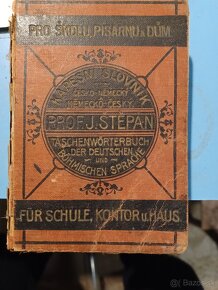 PRO ŠKOLU, PISÁRNU A DŮM.
KAPESNÍ SLOVNÍK
ČESKO-NĚMECKÝ
NĚMECKO-ČESKÝ
PROF. J. ŠTĚPÁN
TASCHENWÖRTERBUCH
DER DEUTSCHEN
UND
BÖHMISCHEN SPRACHE
FÜR SCHULE, KONTOR u. HAUS.